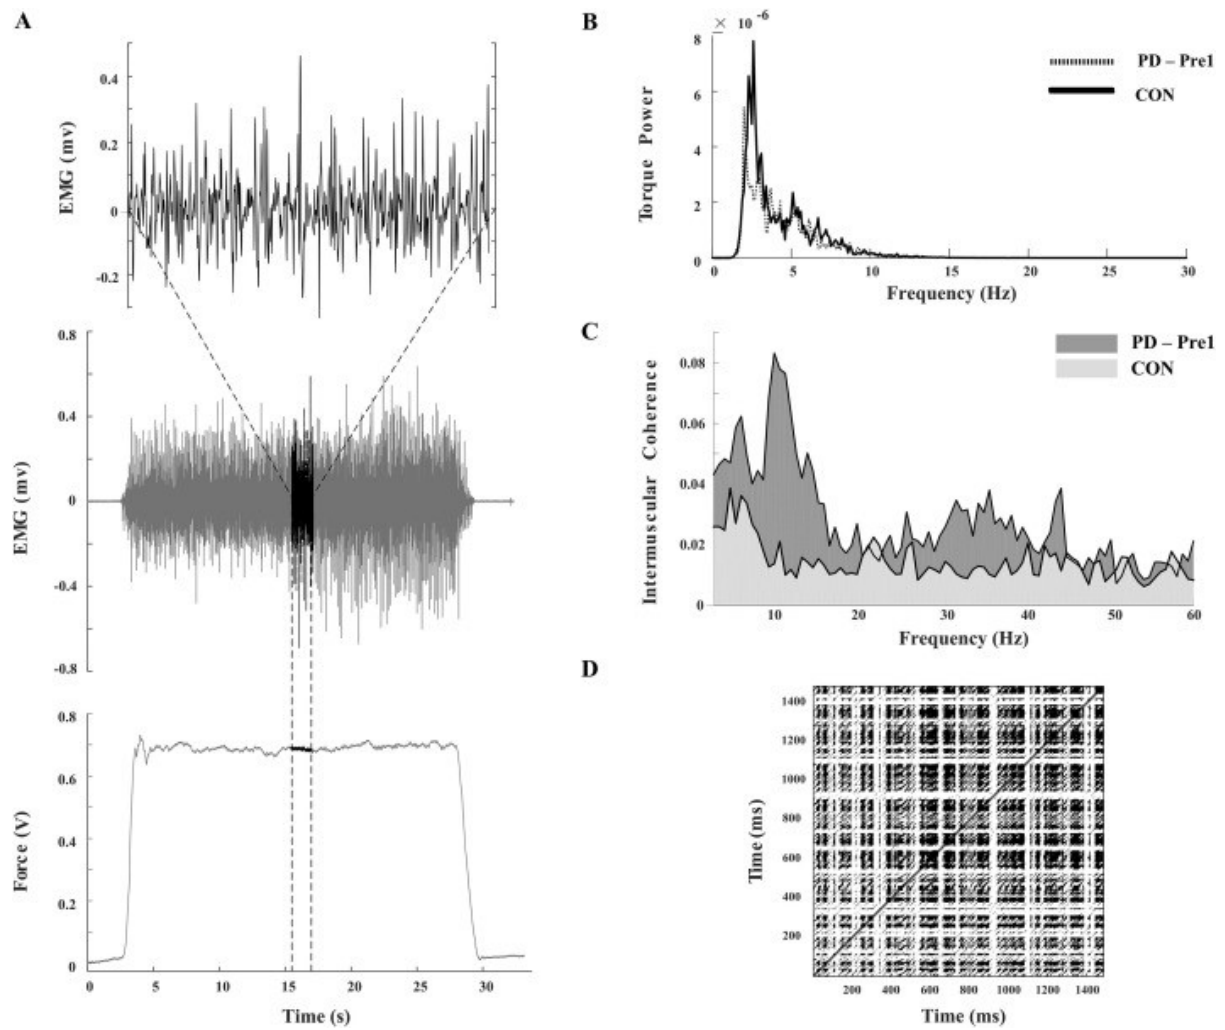 A
EMG (mv)
0.4
0.2
0
-0.2
EMG (mv)
0.8
0.4
0
-0.4
-0.8
Force (V)
0.8
0.6
0.4
0.2
0
0 5 10 15 20 25 30
Time (s)
B
× 10 -6
8
6
4
2
0
Torque Power
PD – Pre1
CON
0 5 10 15 20 25 30
Frequency (Hz)
C
PD – Pre1
CON
Intermuscular Coherence
0.08
0.06
0.04
0.02
0
10 20 30 40 50 60
Frequency (Hz)
D
Time (ms)
1400
1200
1000
800
600
400
200
200 400 600 800 1000 1200 1400
Time (ms)